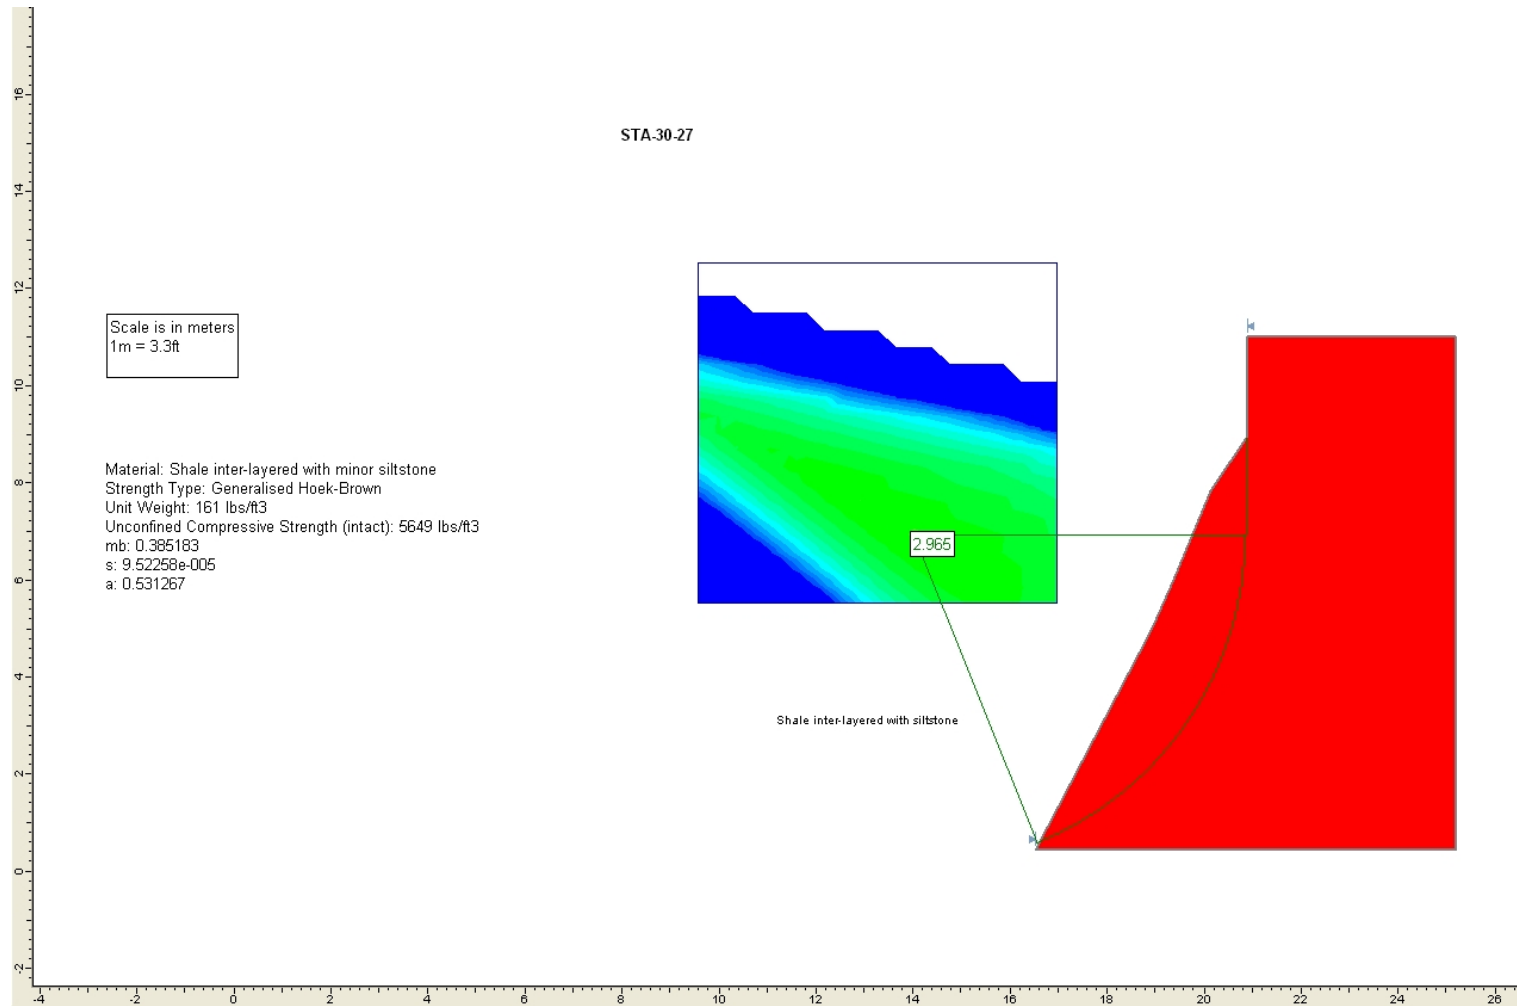 STA-30-27
Scale is in meters
1m = 3.3ft
Material: Shale inter-layered with minor siltstone
Strength Type: Generalised Hoek-Brown
Unit Weight: 161 lbs/ft3
Unconfined Compressive Strength (intact): 5649 lbs/ft3
mb: 0.385183
s: 9.52258e-005
a: 0.531267
2.965
Shale inter-layered with siltstone
16
14
12
10
8
6
4
2
0
-2
-4
-2
0
2
4
6
8
10
12
14
16
18
20
22
24
26